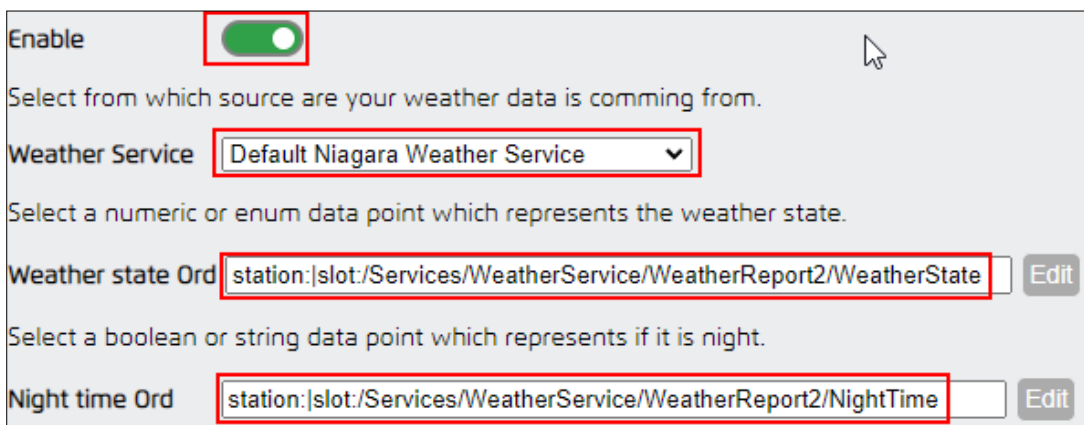 Enable
Select from which source are your weather data is comming from.
Weather Service Default Niagara Weather Service
Select a numeric or enum data point which represents the weather state.
Weather state Ord station:|slot:/Services/WeatherService/WeatherReport2/WeatherState Edit
Select a boolean or string data point which represents if it is night.
Night time Ord station:|slot:/Services/WeatherService/WeatherReport2/NightTime Edit